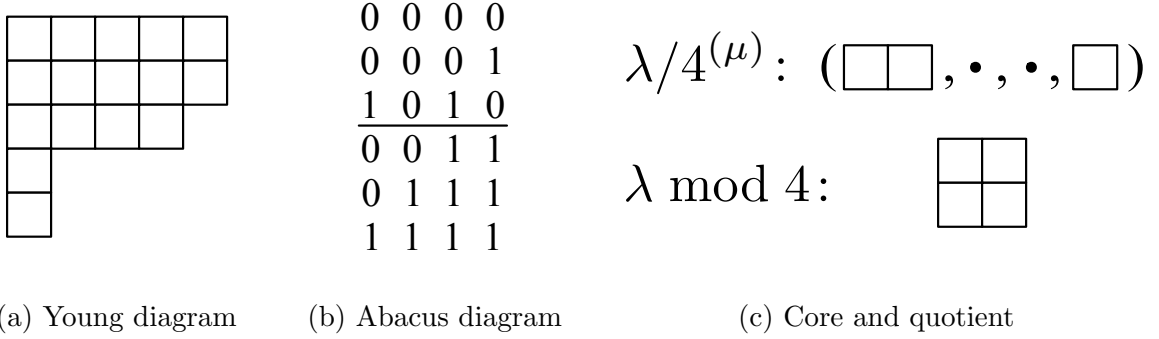 0 0 0 0
0 0 0 1
1 0 1 0
0 0 1 1
0 1 1 1
1 1 1 1
λ/4^(μ): (□□, •, •, □)
λ mod 4:
(a) Young diagram
(b) Abacus diagram
(c) Core and quotient